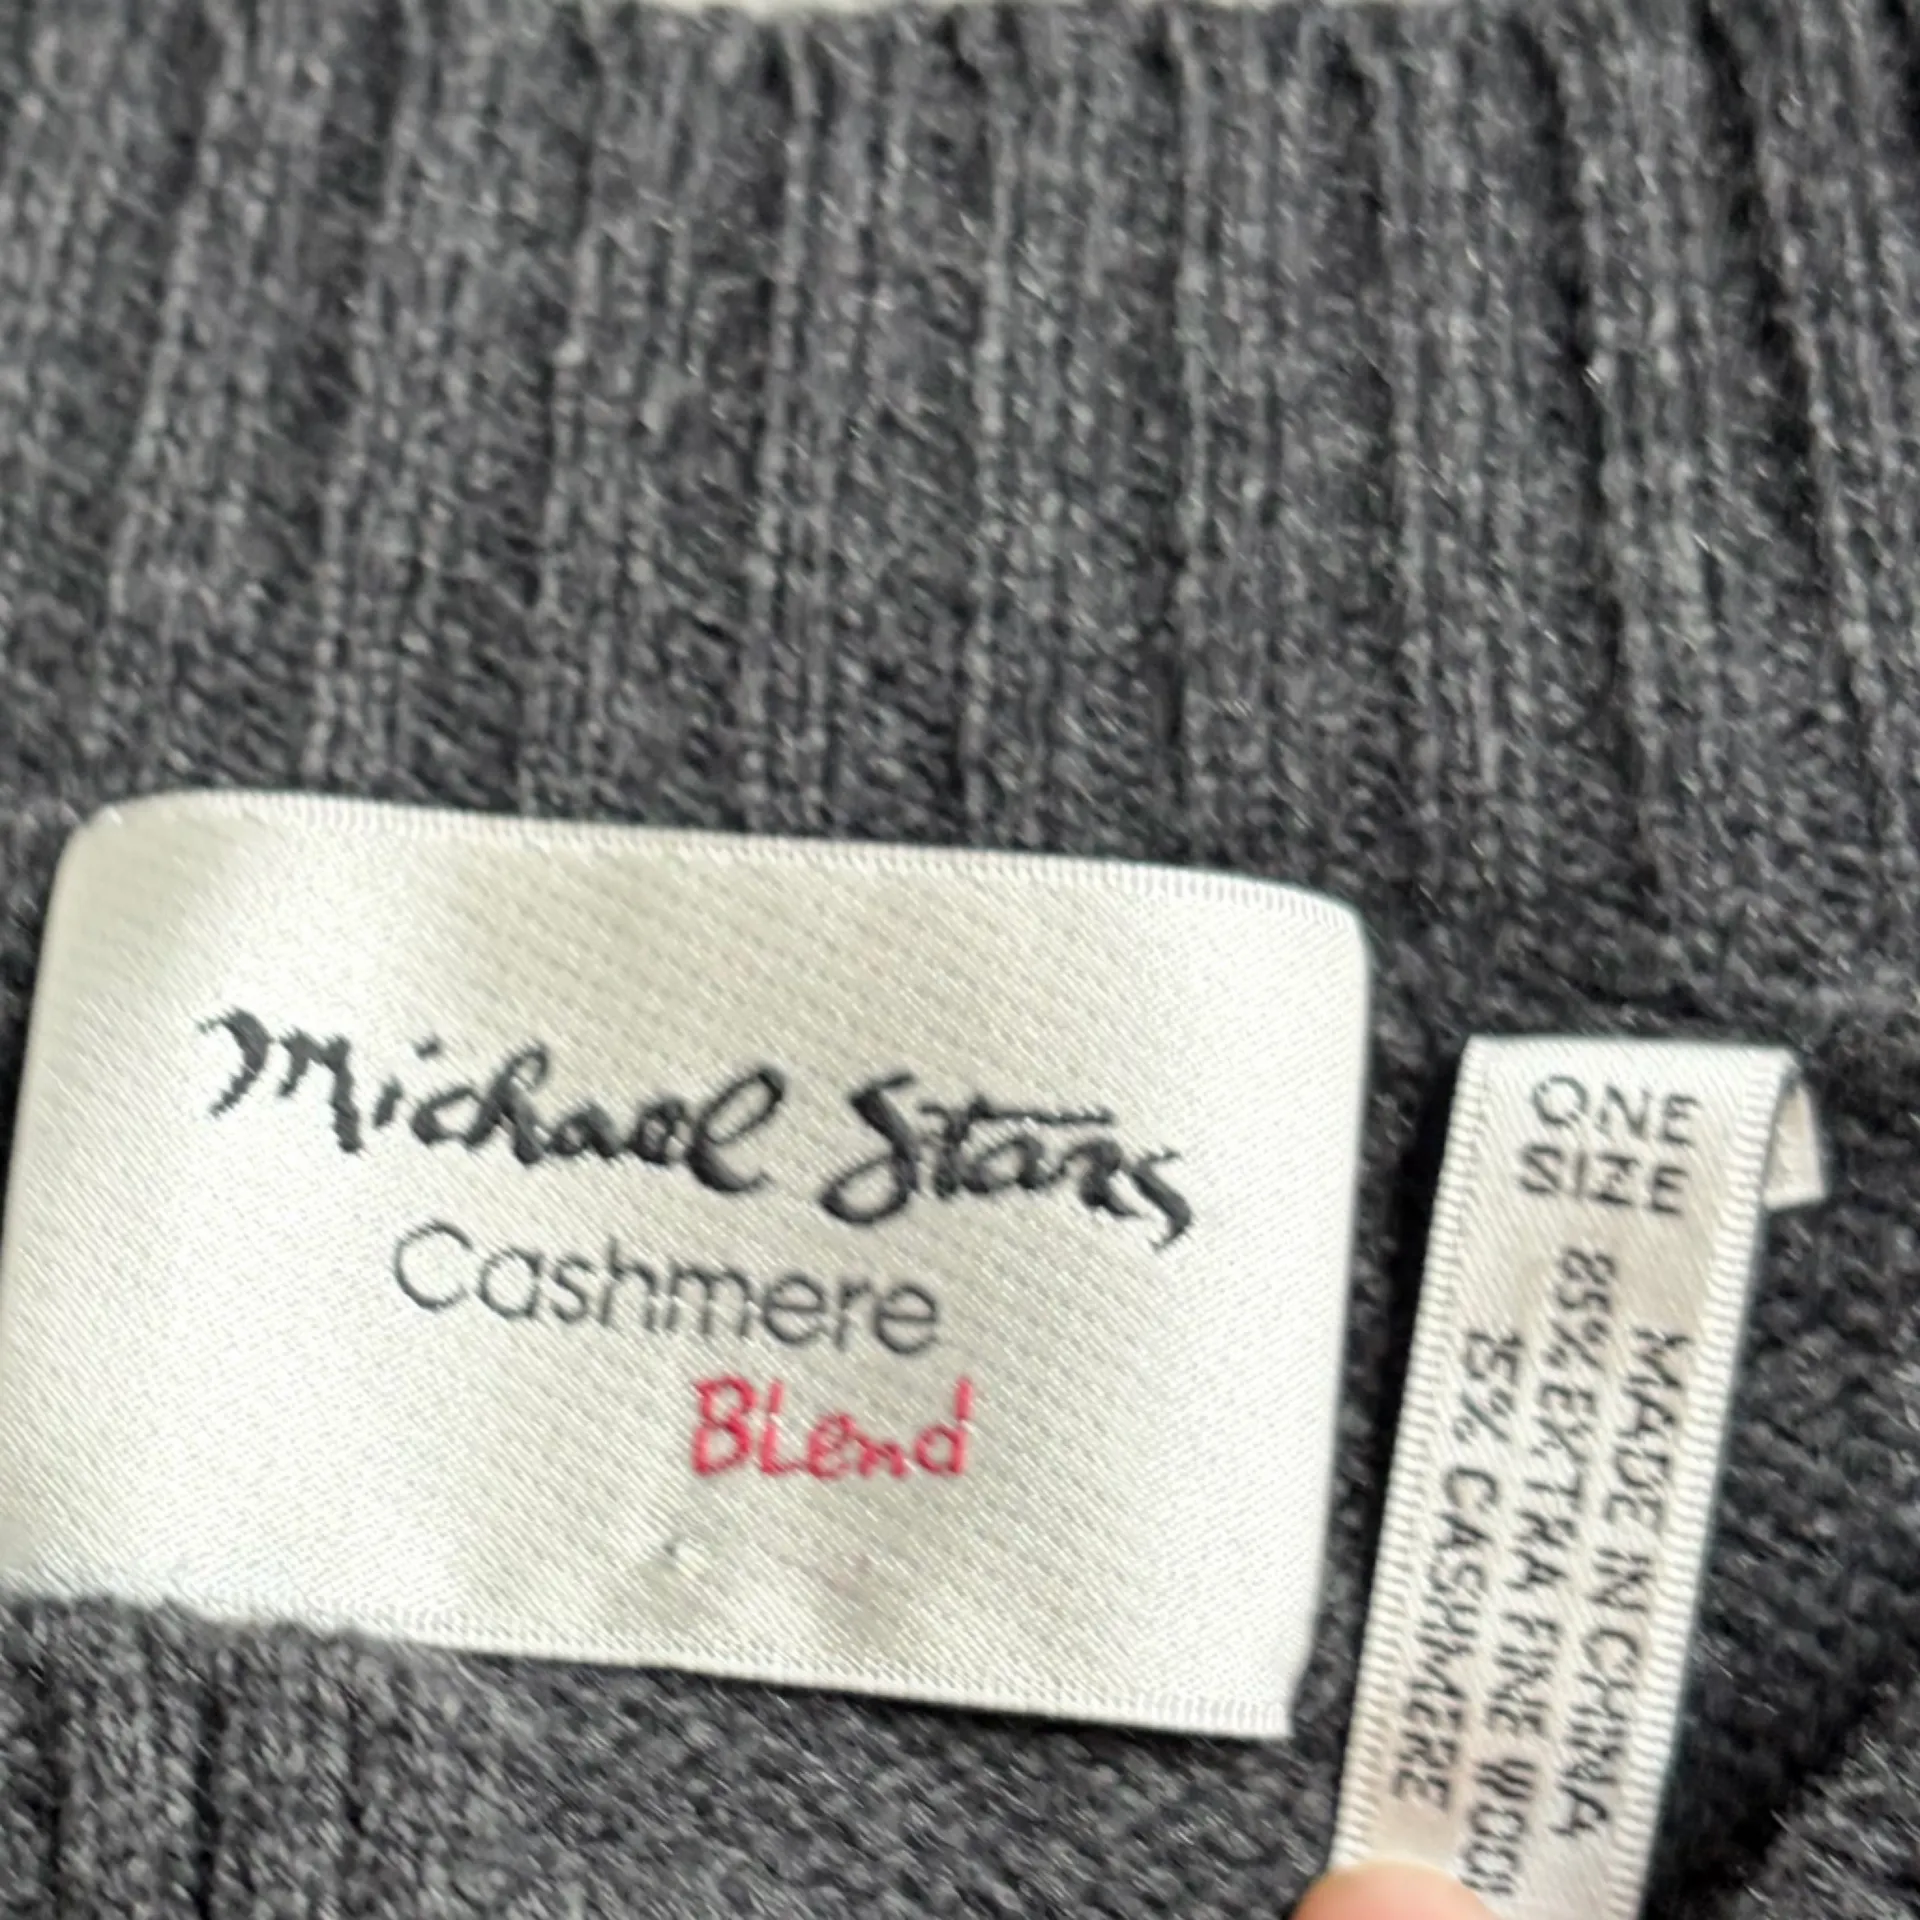 Michael Stars
Cashmere
BLend
ONE
SIZE
MADE IN CHINA
85% EXTRA FINE WOOL
15% CASHMERE